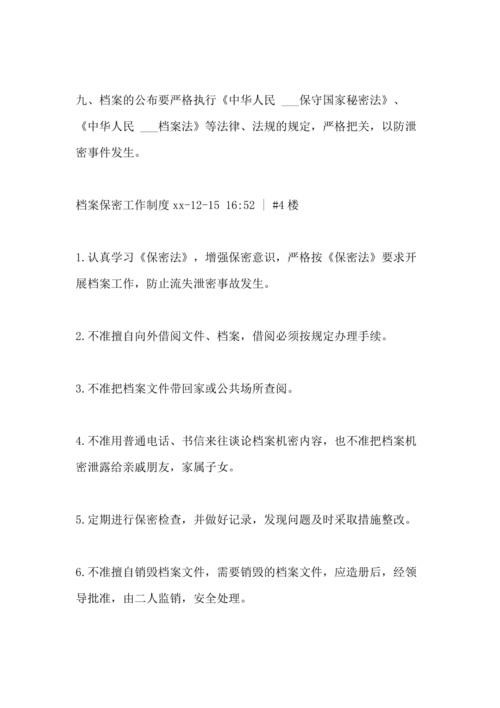 九、档案的公布要严格执行《中华人民 ___保守国家秘密法》、
《中华人民 ___档案法》等法律、法规的规定，严格把关，以防泄
密事件发生。
档案保密工作制度 xx-12-15 16:52 | #4 楼
1.认真学习《保密法》，增强保密意识，严格按《保密法》要求开
展档案工作，防止流失泄密事故发生。
2.不准擅自向外借阅文件、档案，借阅必须按规定办理手续。
3.不准把档案文件带回家或公共场所查阅。
4.不准用普通电话、书信来往谈论档案机密内容，也不准把档案机
密泄露给亲戚朋友，家属子女。
5.定期进行保密检查，并做好记录，发现问题及时采取措施整改。
6.不准擅自销毁档案文件，需要销毁的档案文件，应造册后，经领
导批准，由二人监销，安全处理。